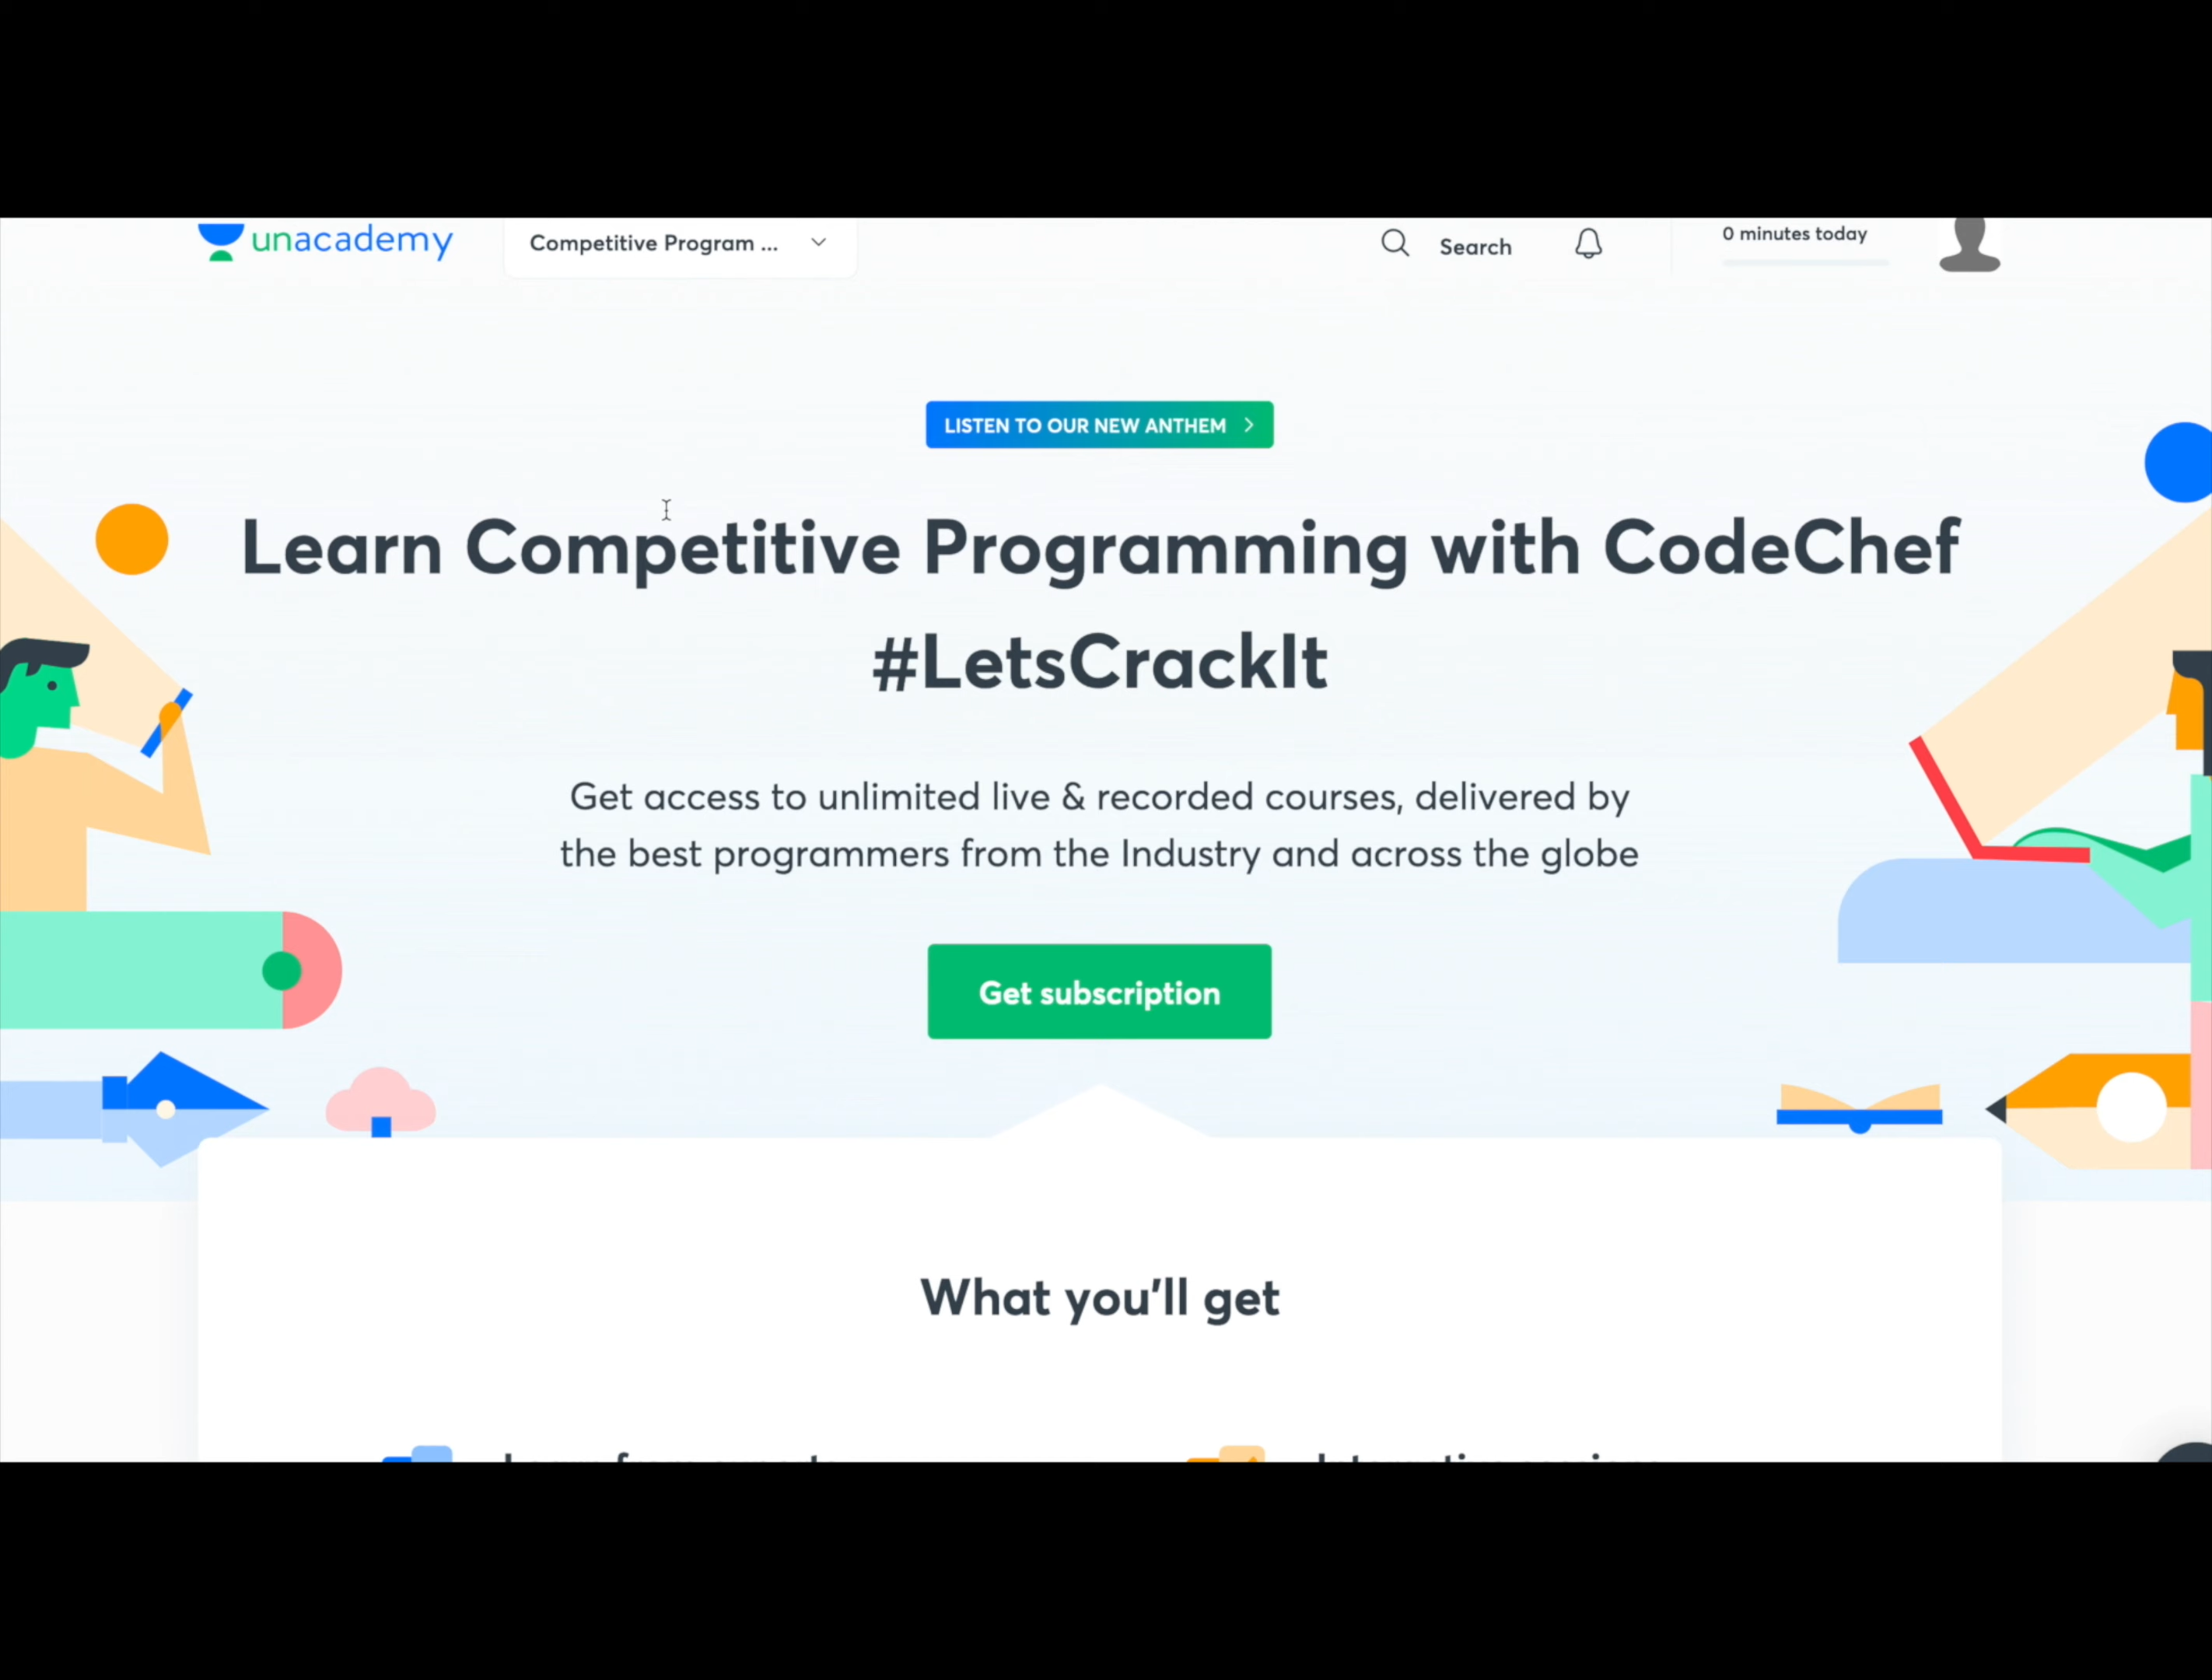 unacademy
Competitive Program ...
Search
0 minutes today
LISTEN TO OUR NEW ANTHEM
Learn Competitive Programming with CodeChef
#LetsCrackIt
Get access to unlimited live & recorded courses, delivered by
the best programmers from the Industry and across the globe
Get subscription
What you'll get